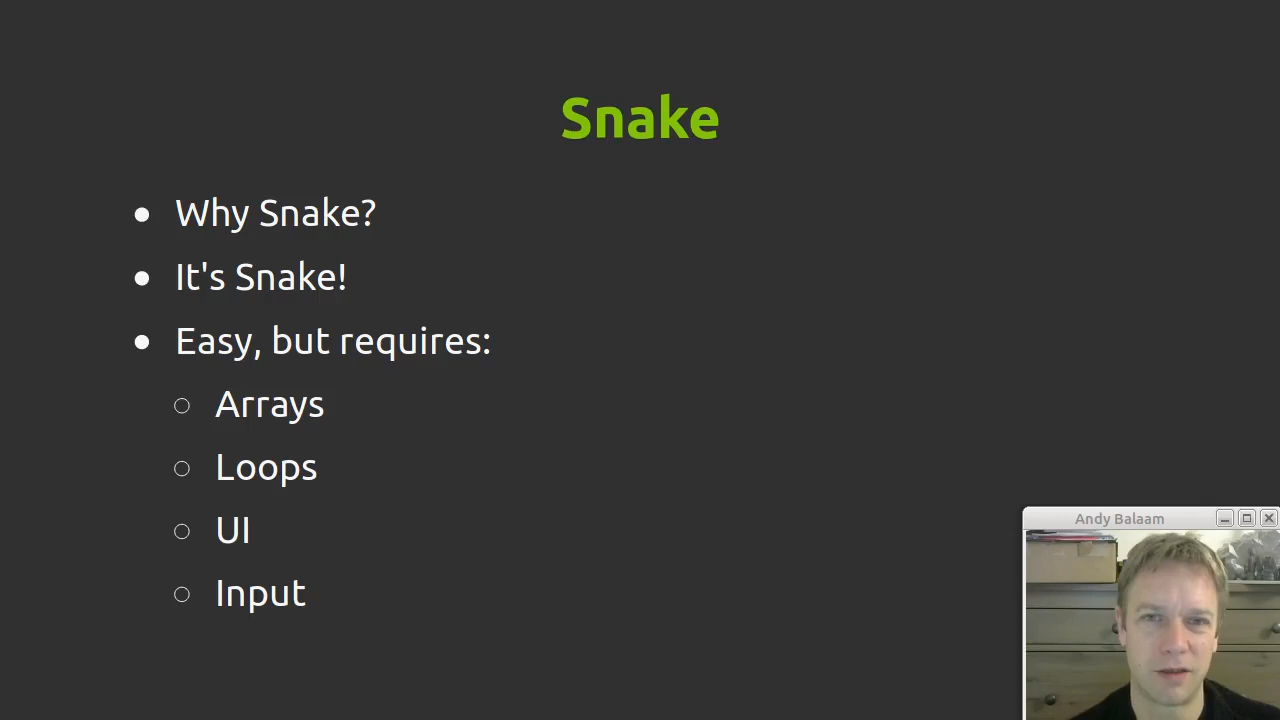 Snake
Why Snake?
It's Snake!
Easy, but requires:
Arrays
Loops
UI
Input
Andy Balaam